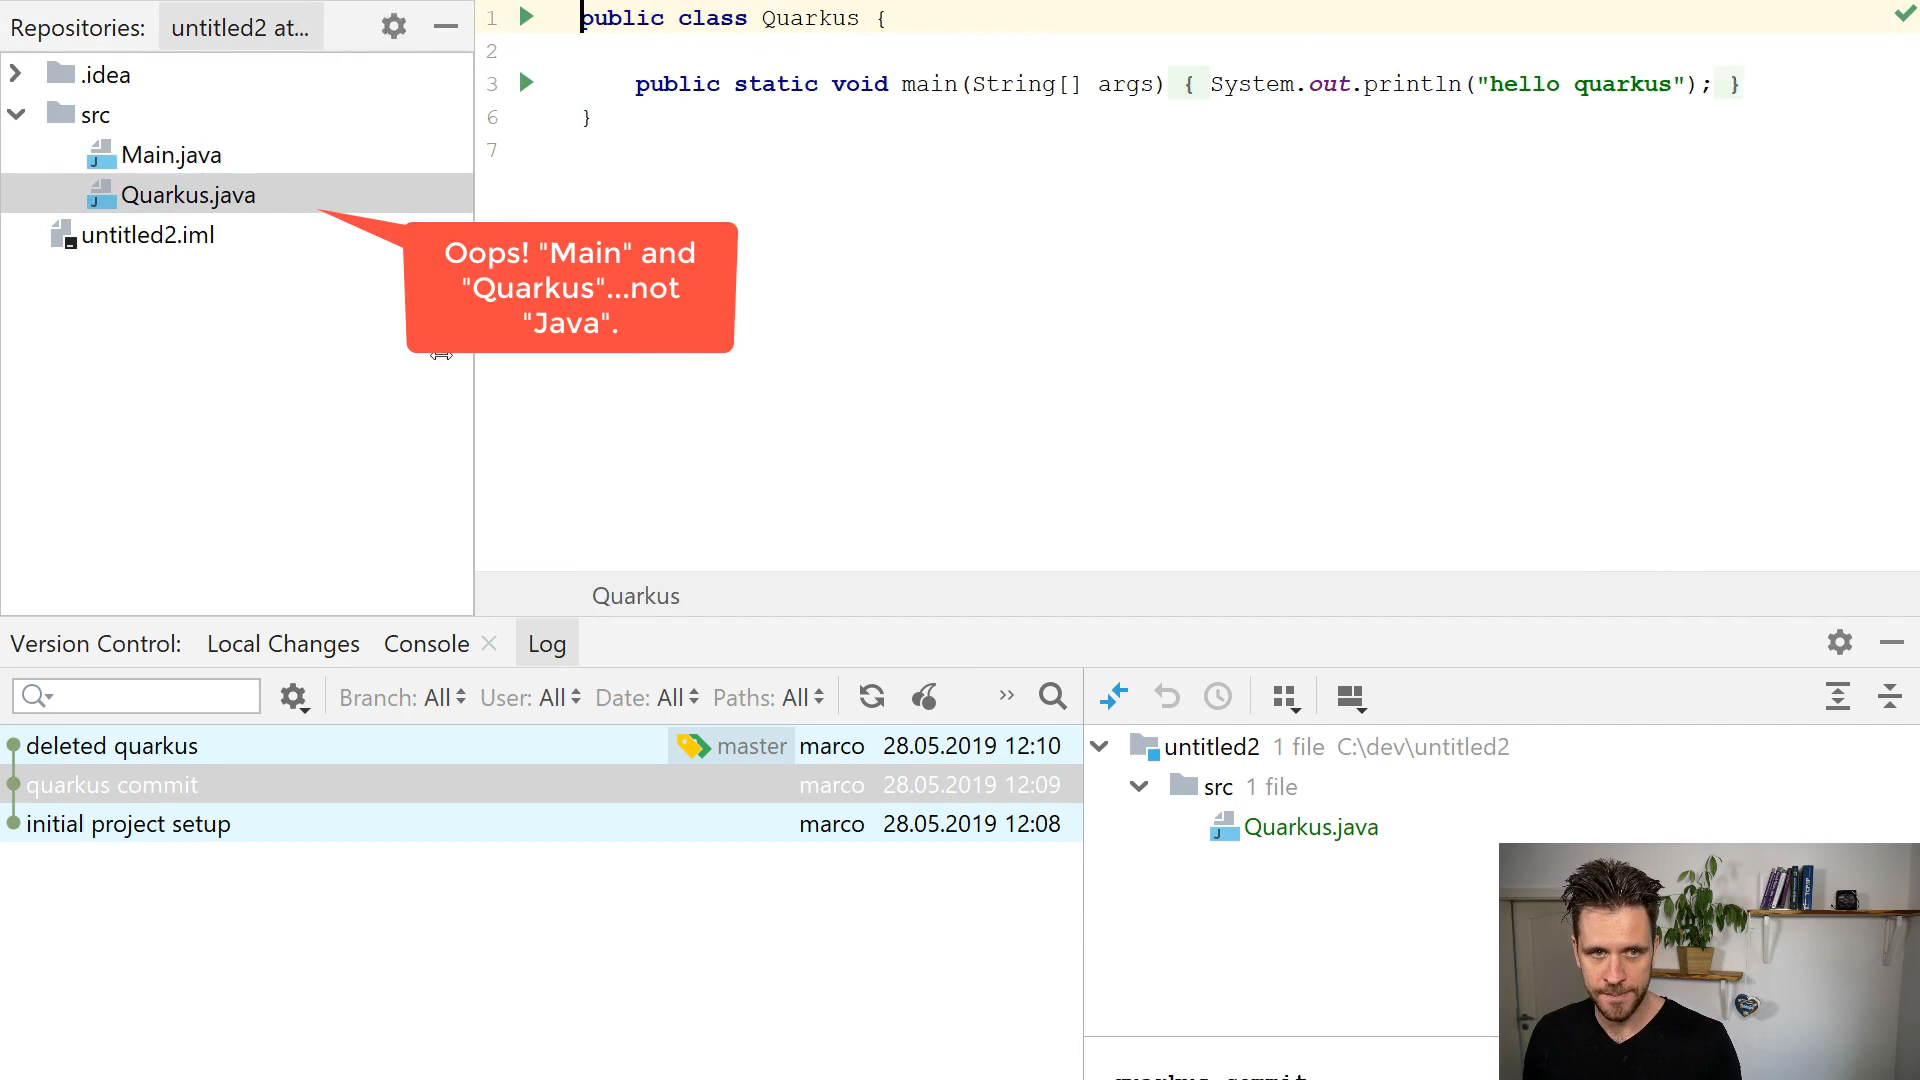 Repositories: untitled2 at...
.idea
src
Main.java
Quarkus.java
untitled2.iml
1 public class Quarkus {
2
3 public static void main(String[] args) { System.out.println("hello quarkus"); }
6 }
7
Oops! "Main" and
"Quarkus"...not
"Java".
Quarkus
Version Control: Local Changes Console Log
Branch: All User: All Date: All Paths: All
deleted quarkus master marco 28.05.2019 12:10
quarkus commit marco 28.05.2019 12:09
initial project setup marco 28.05.2019 12:08
untitled2 1 file C:\dev\untitled2
src 1 file
Quarkus.java
quarkus commit